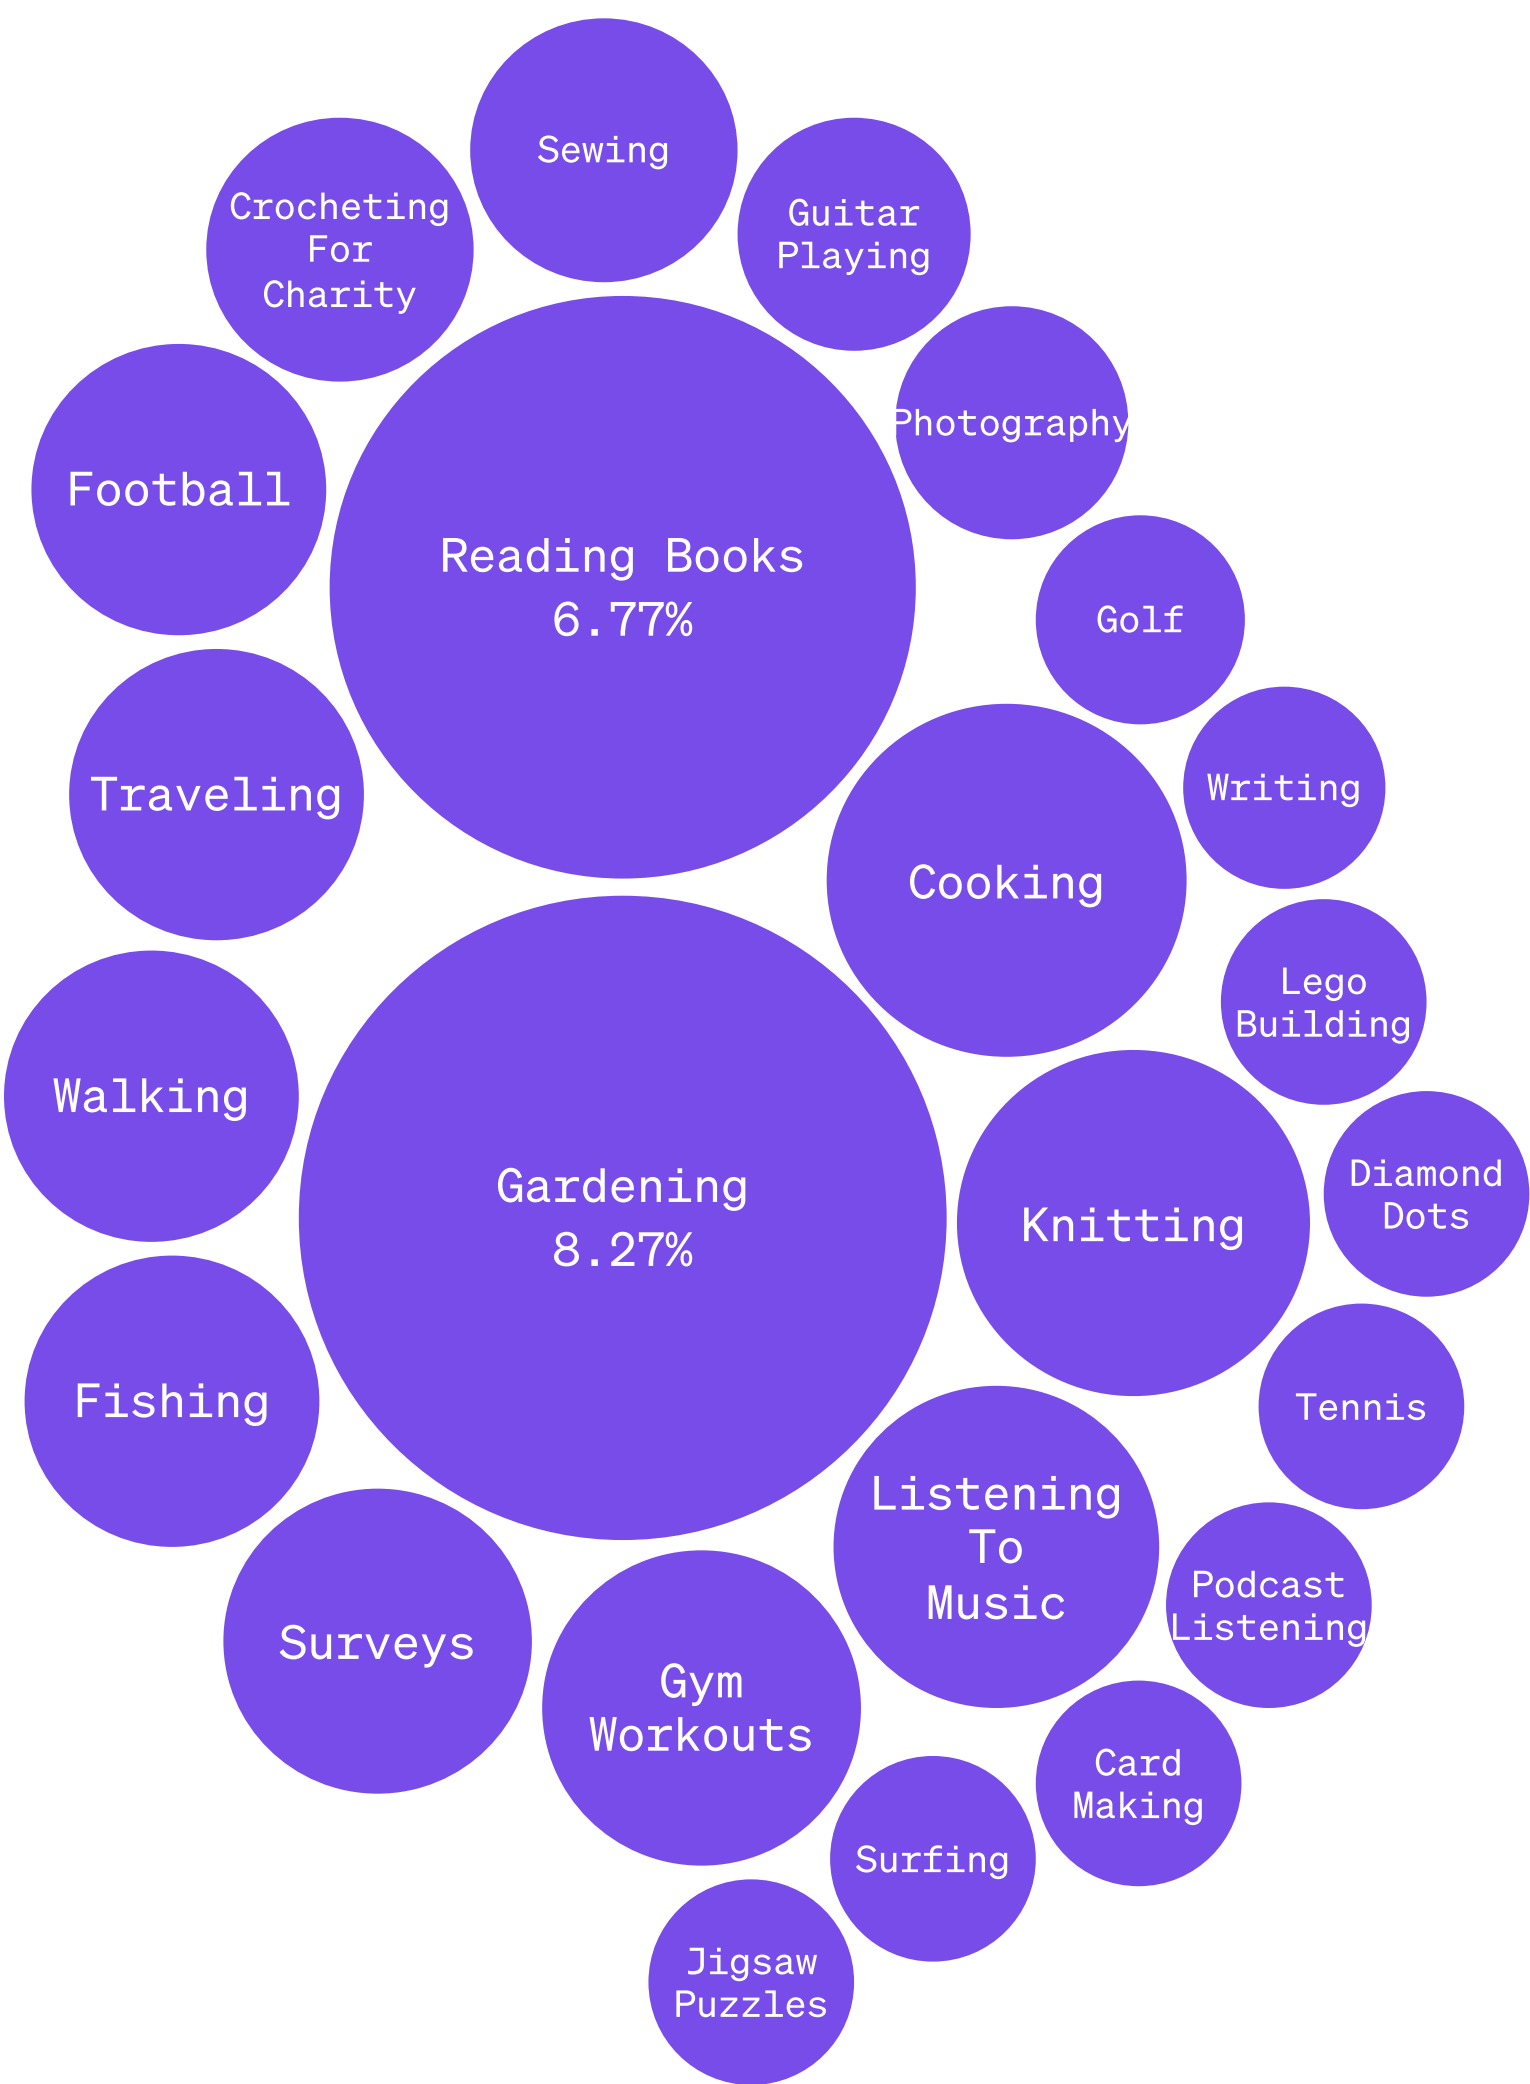 Sewing
Crocheting
For
Charity
Guitar
Playing
Photography
Football
Reading Books
6.77%
Golf
Traveling
Writing
Cooking
Lego
Building
Walking
Gardening
8.27%
Knitting
Diamond
Dots
Fishing
Tennis
Listening
To
Music
Podcast
Listening
Surveys
Gym
Workouts
Card
Making
Surfing
Jigsaw
Puzzles